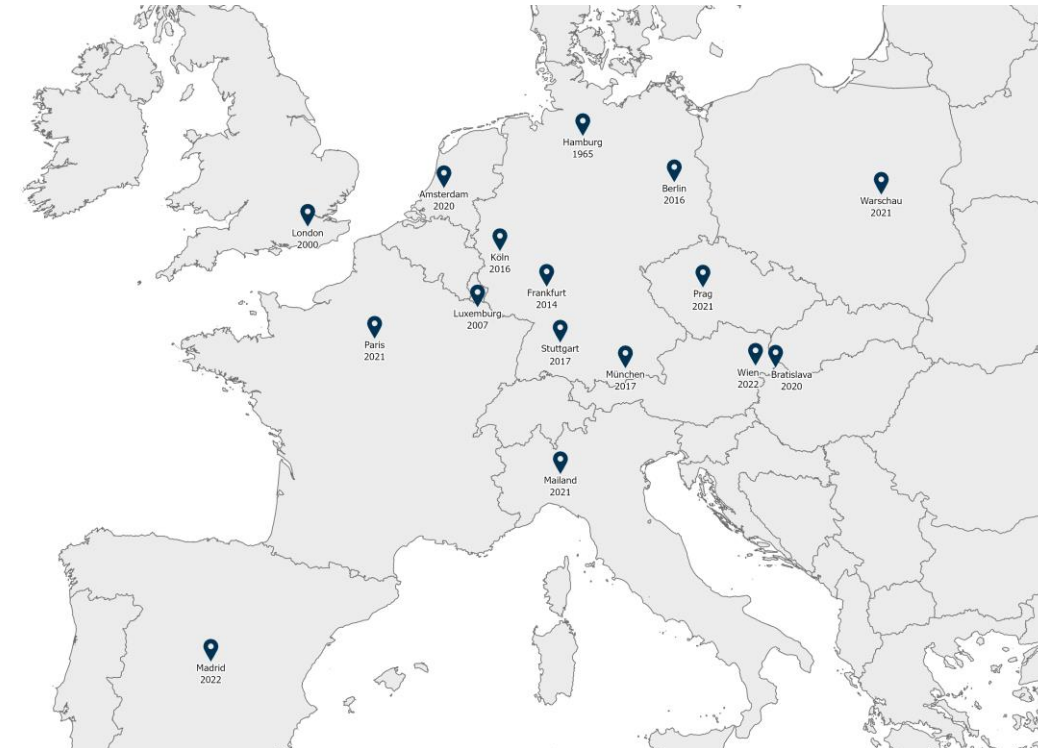 Hamburg
1965
Berlin
2016
Warschau
2021
Amsterdam
2020
London
2000
Köln
2016
Frankfurt
2014
Prag
2021
Luxemburg
2007
Paris
2021
Stuttgart
2017
München
2017
Wien
2022
Bratislava
2020
Mailand
2021
Madrid
2022